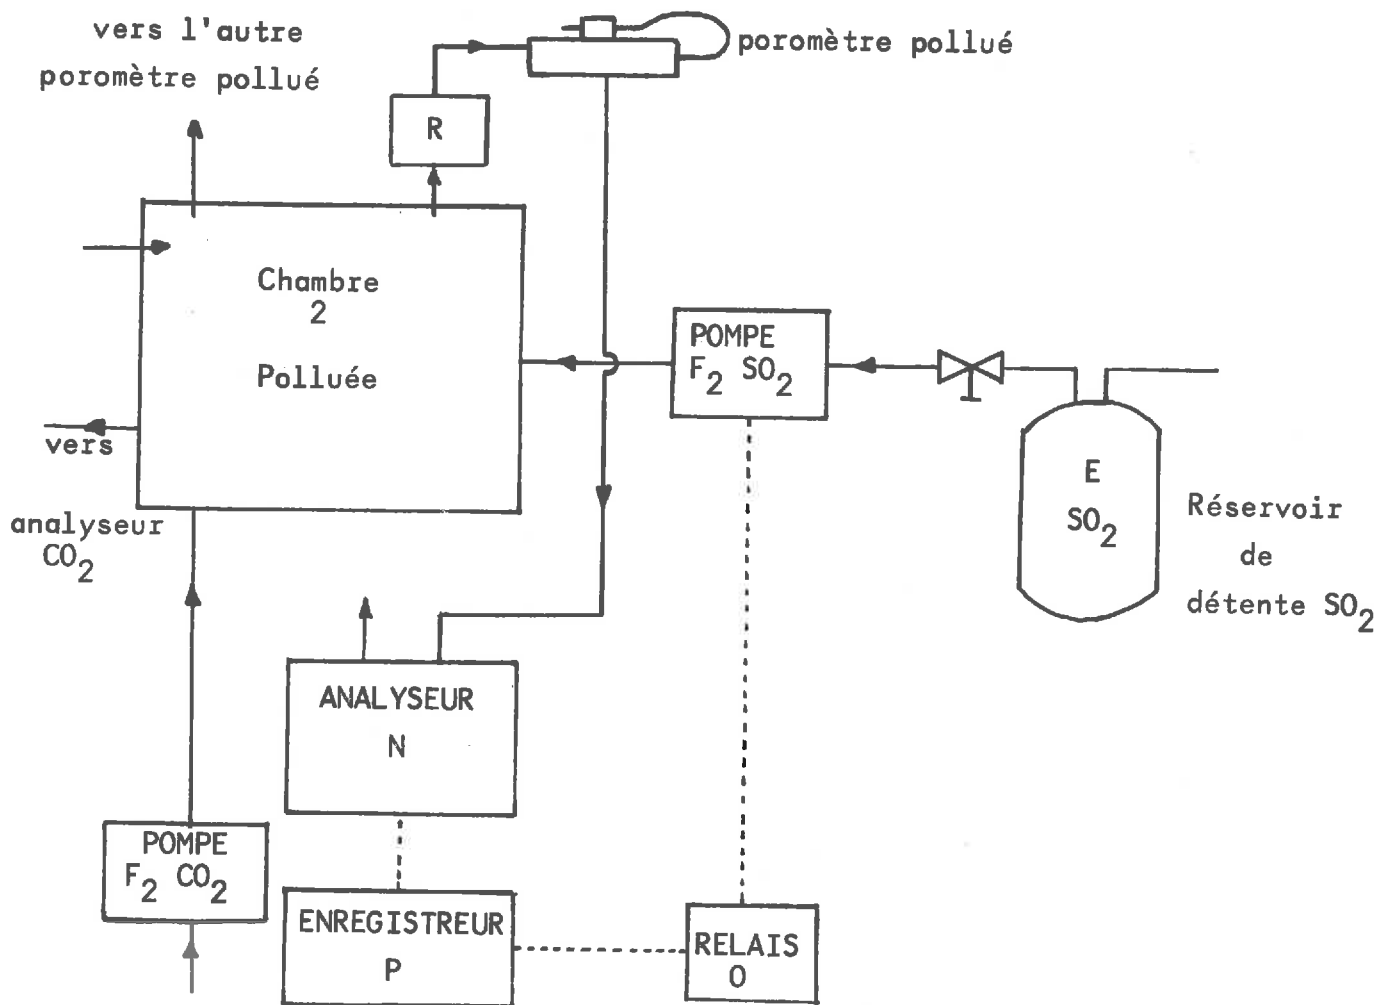 vers l'autre
poromètre pollué
poromètre pollué
R
Chambre
2
Polluée
POMPE
F2 SO2
E
SO2
Réservoir
de
détente SO2
vers
analyseur
CO2
ANALYSEUR
N
POMPE
F2 CO2
ENREGISTREUR
P
RELAIS
O